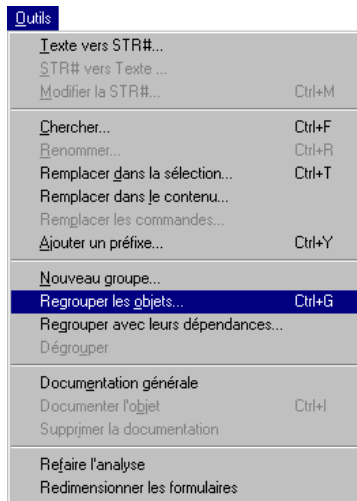 Outils
Texte vers STR#...
STR# vers Texte ...
Modifier la STR#... Ctrl+M
Chercher... Ctrl+F
Renommer... Ctrl+R
Remplacer dans la sélection... Ctrl+T
Remplacer dans le contenu...
Remplacer les commandes...
Ajouter un préfixe... Ctrl+Y
Nouveau groupe...
Regrouper les objets... Ctrl+G
Regrouper avec leurs dépendances...
Dégrouper
Documentation générale
Documenter l'objet Ctrl+I
Supprimer la documentation
Refaire l'analyse
Redimensionner les formulaires